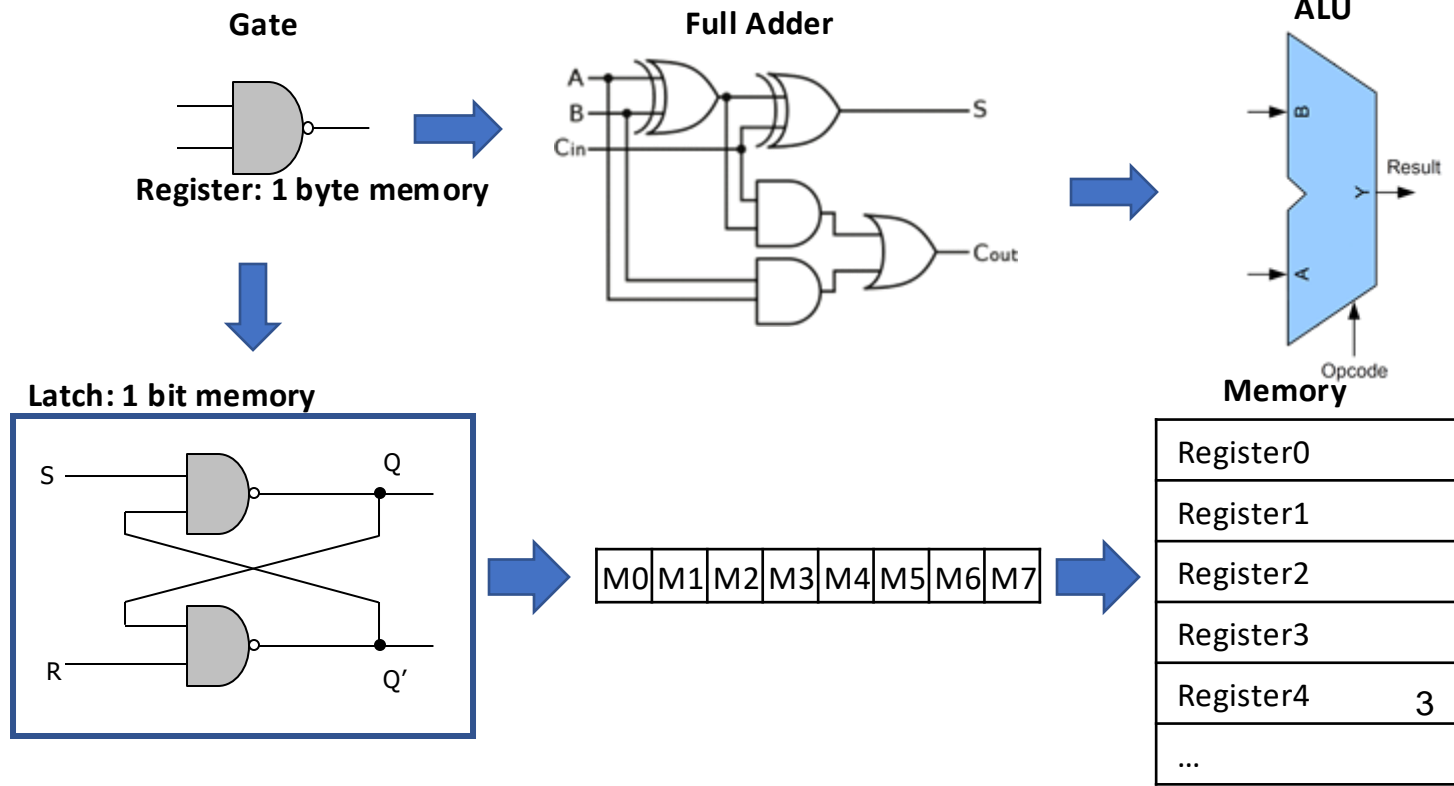 Gate
Full Adder
ALU
A
B
Cin
S
Cout
B
A
Y
Result
Opcode
Register: 1 byte memory
Latch: 1 bit memory
S
Q
R
Q’
M0 M1 M2 M3 M4 M5 M6 M7
Memory
Register0
Register1
Register2
Register3
Register4
3
...